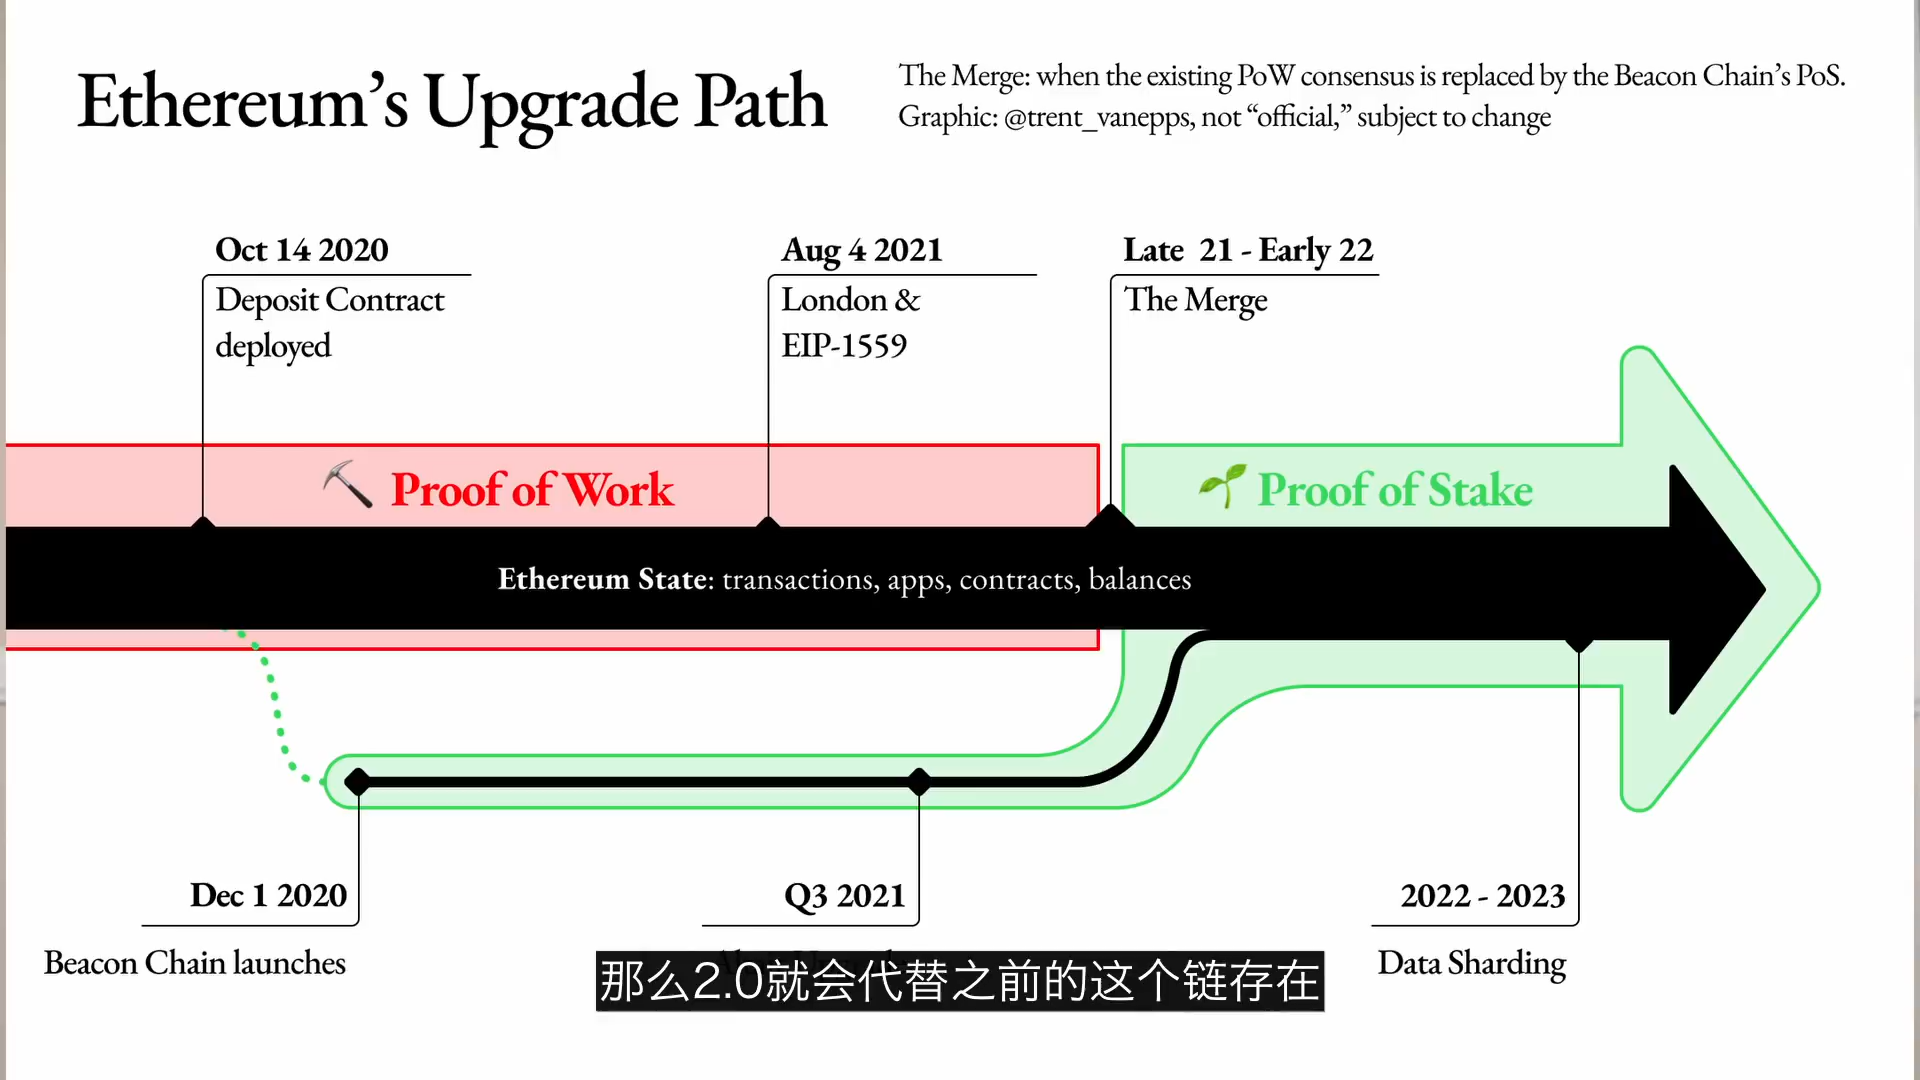 Ethereum’s Upgrade Path
The Merge: when the existing PoW consensus is replaced by the Beacon Chain’s PoS.
Graphic: @trent_vanepps, not “official,” subject to change
Oct 14 2020
Deposit Contract
deployed
Aug 4 2021
London &
EIP-1559
Late 21 - Early 22
The Merge
Proof of Work
Proof of Stake
Ethereum State: transactions, apps, contracts, balances
Dec 1 2020
Beacon Chain launches
Q3 2021
2022 - 2023
Data Sharding
那么2.0就会代替之前的这个链存在